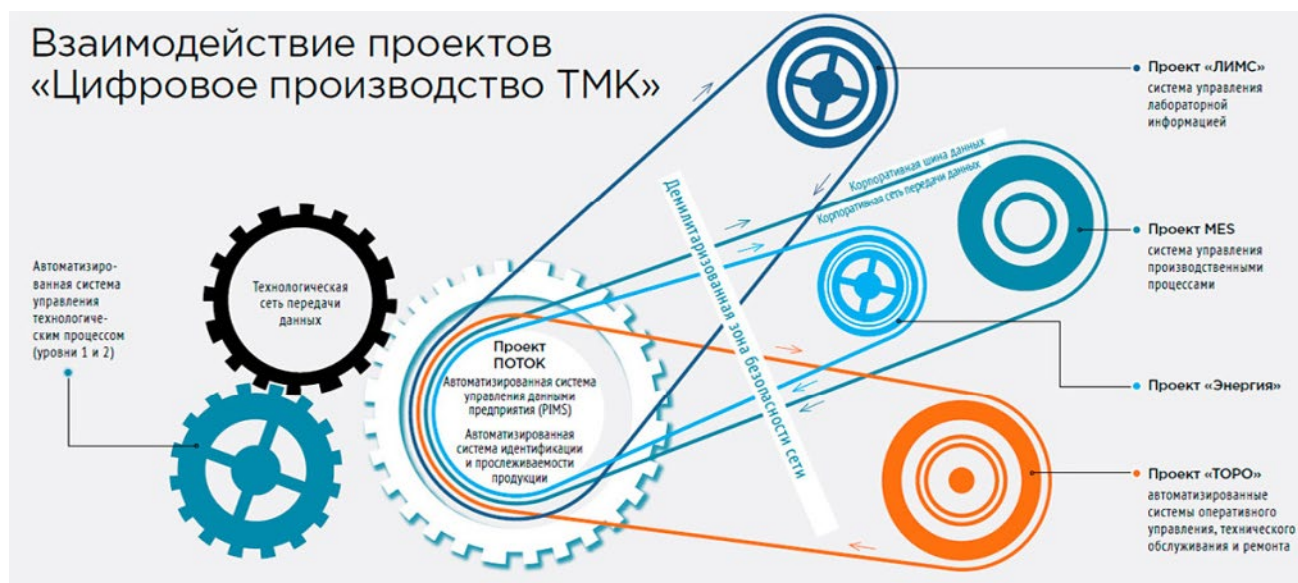 Взаимодействие проектов
«Цифровое производство ТМК»
Автоматизиро-
ванная система
управления
технологиче-
ским процессом
(уровни 1 и 2)
Технологическая
сеть передачи
данных
Проект
ПОТОК
Автоматизированная система
управления данными
предприятия (PIMS)
Автоматизированная
система идентификации
и прослеживаемости
продукции
Демилитаризованная зона безопасности сети
Корпоративная шина данных
Корпоративная сеть передачи данных
Проект «ЛИМС»
система управления
лабораторной
информацией
Проект MES
система управления
производственными
процессами
Проект «Энергия»
Проект «ТОРО»
автоматизированные
системы оперативного
управления, технического
обслуживания и ремонта